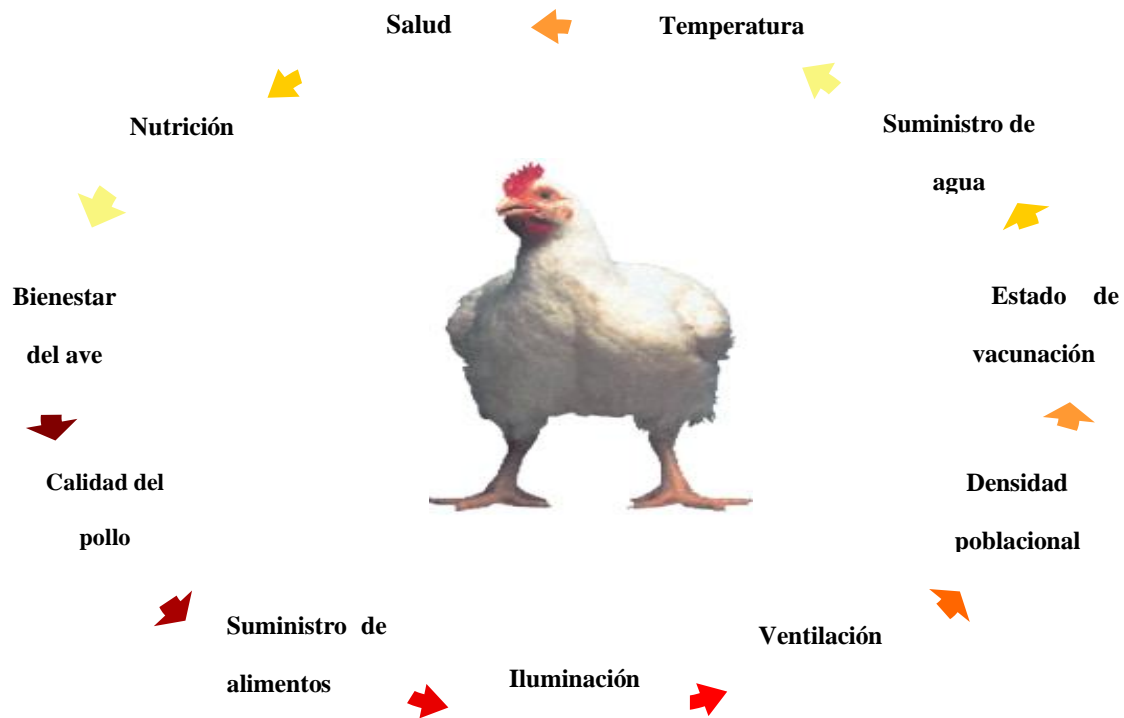 Salud
Temperatura
Nutrición
Suministro de
agua
Bienestar
del ave
Estado de
vacunación
Calidad del
pollo
Densidad
poblacional
Suministro de
alimentos
Iluminación
Ventilación